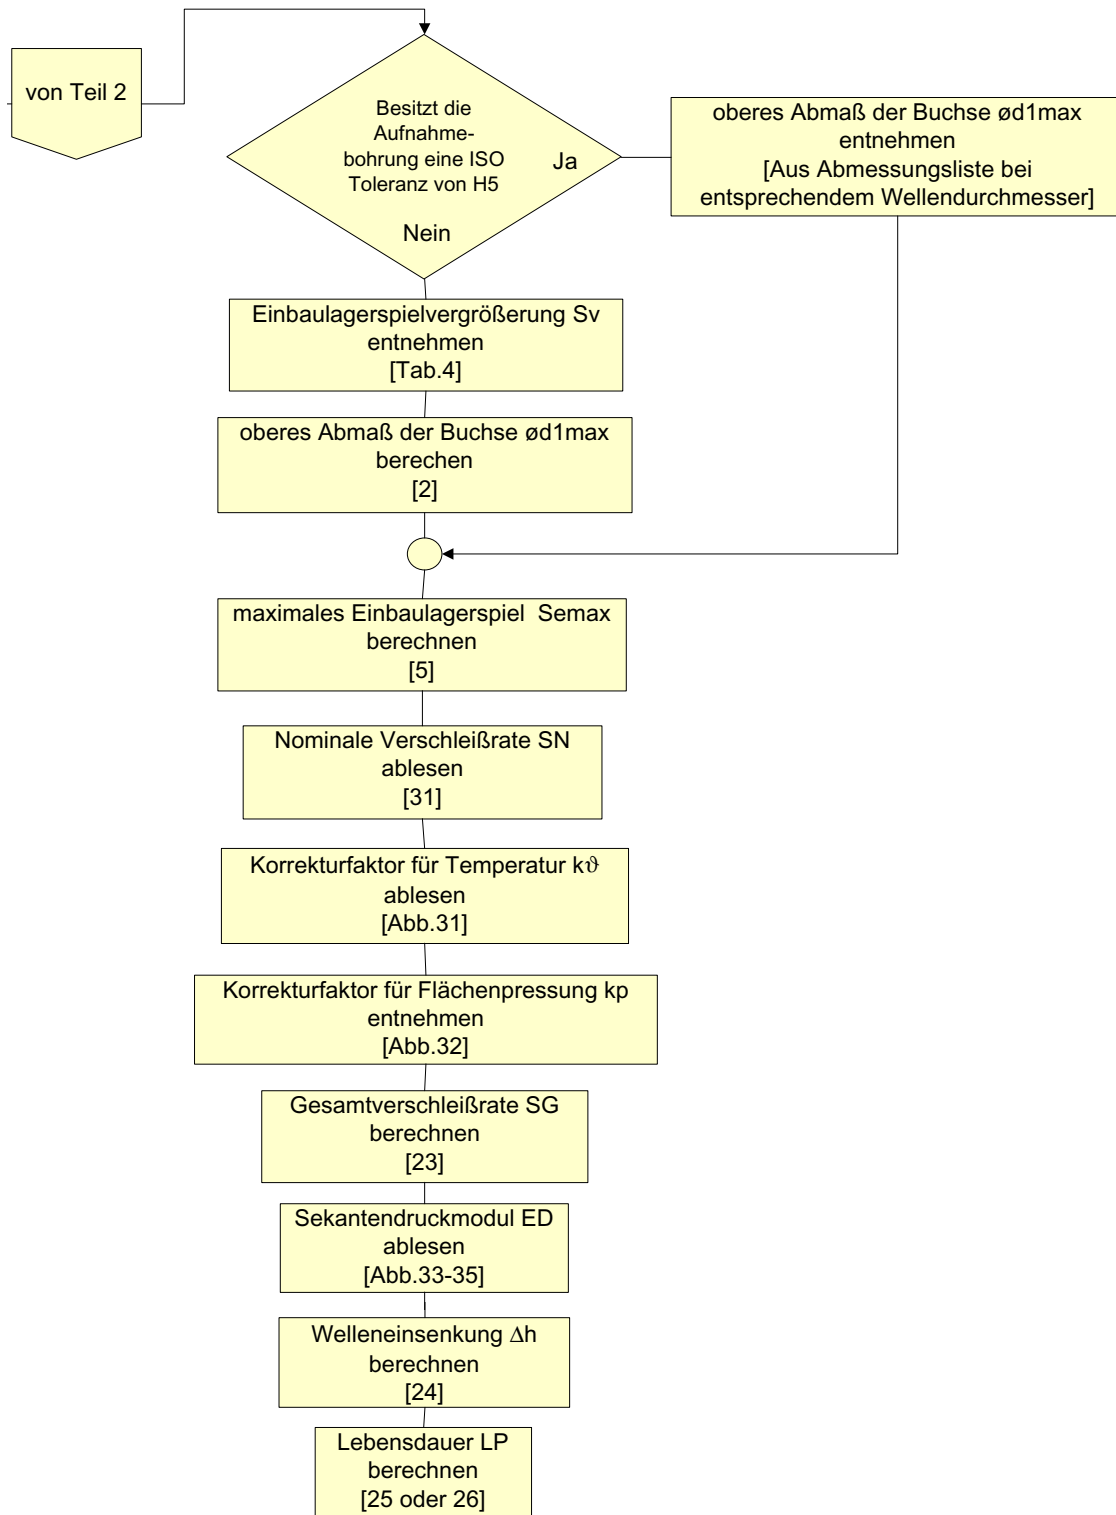 von Teil 2
Besitzt die
Aufnahme-
bohrung eine ISO
Toleranz von H5
Ja
Nein
oberes Abmaß der Buchse ød1max
entnehmen
[Aus Abmessungsliste bei
entsprechendem Wellendurchmesser]
Einbaulagerspielvergrößerung Sv
entnehmen
[Tab.4]
oberes Abmaß der Buchse ød1max
berechen
[2]
maximales Einbaulagerspiel Semax
berechnen
[5]
Nominale Verschleißrate SN
ablesen
[31]
Korrekturfaktor für Temperatur kϑ
ablesen
[Abb.31]
Korrekturfaktor für Flächenpressung kp
entnehmen
[Abb.32]
Gesamtverschleißrate SG
berechnen
[23]
Sekantendruckmodul ED
ablesen
[Abb.33-35]
Welleneinsenkung Δh
berechnen
[24]
Lebensdauer LP
berechnen
[25 oder 26]